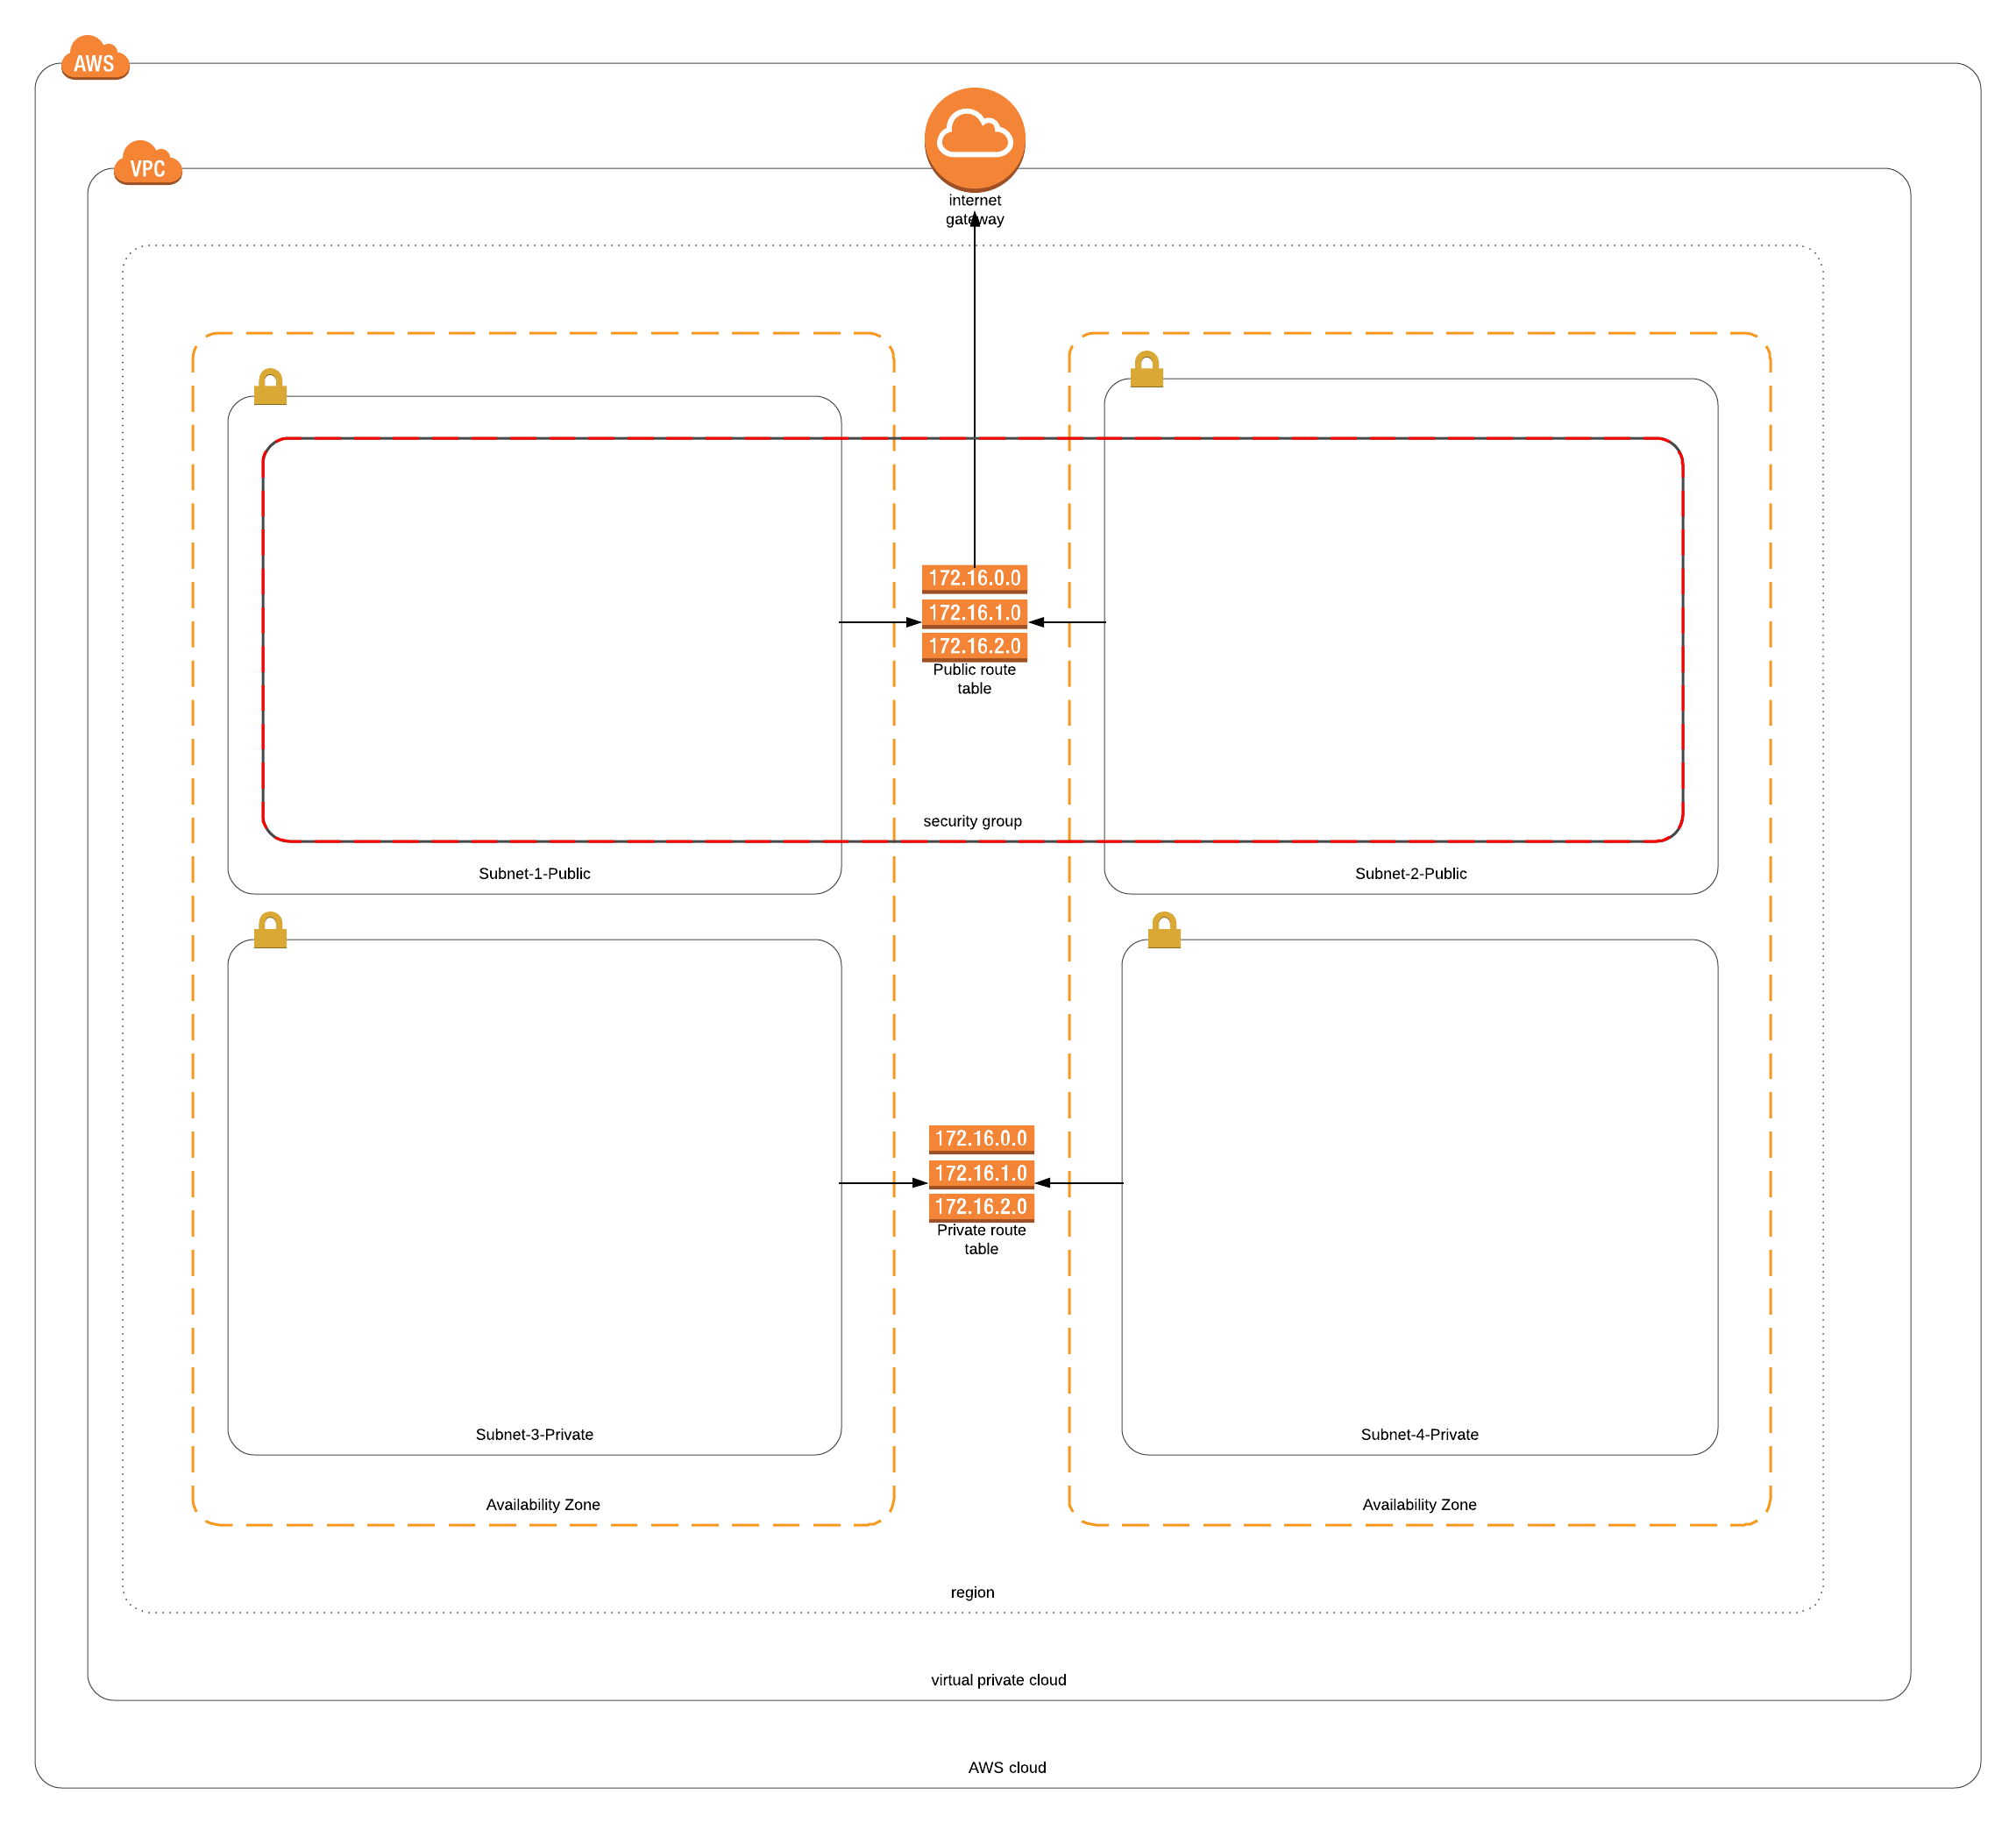 AWS
VPC
internet
gateway
172.16.0.0
172.16.1.0
172.16.2.0
Public route
table
security group
Subnet-1-Public
Subnet-2-Public
172.16.0.0
172.16.1.0
172.16.2.0
Private route
table
Subnet-3-Private
Subnet-4-Private
Availability Zone
Availability Zone
region
virtual private cloud
AWS cloud